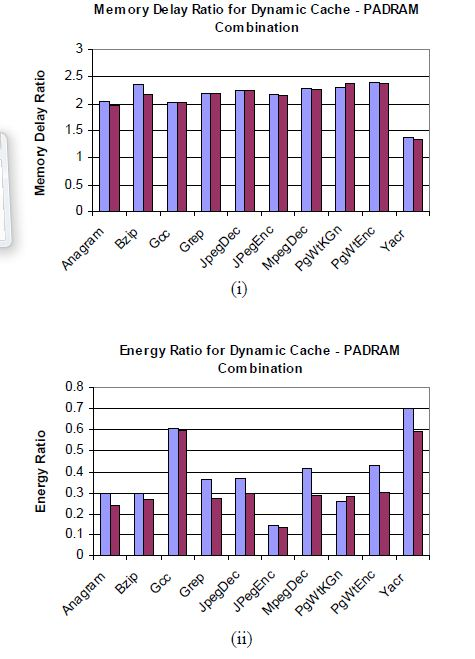 Memory Delay Ratio for Dynamic Cache - PADRAM
Combination
Memory Delay Ratio
3
2.5
2
1.5
1
0.5
0
Anagram
Bzip
Gcc
Grep
JpegDec
JPegEnc
MpegDec
PgWtKGn
PgWtEnc
Yacr
(i)
Energy Ratio for Dynamic Cache - PADRAM
Combination
Energy Ratio
0.8
0.7
0.6
0.5
0.4
0.3
0.2
0.1
0
Anagram
Bzip
Gcc
Grep
JpegDec
JPegEnc
MpegDec
PgWtKGn
PgWtEnc
Yacr
(ii)